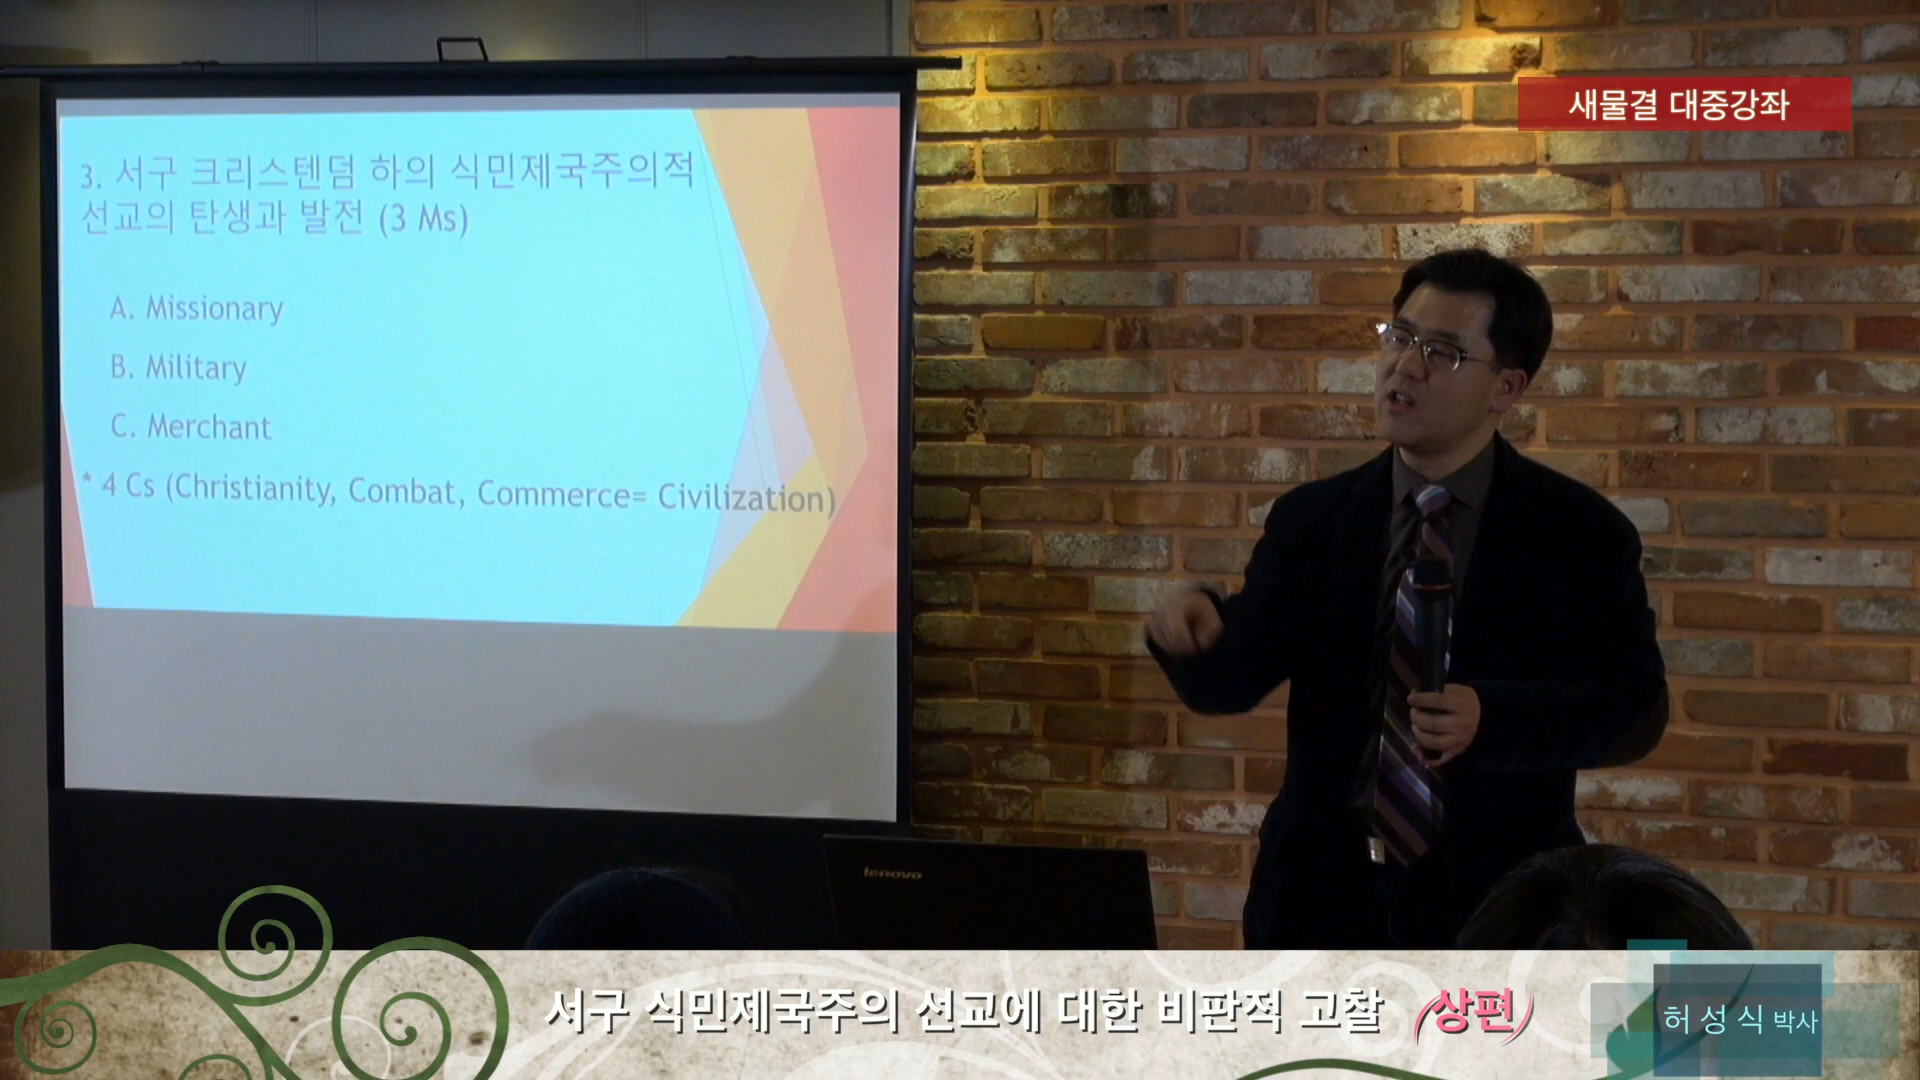 새물결 대중강좌
3. 서구 크리스텐덤 하의 식민제국주의적
선교의 탄생과 발전 (3 Ms)
A. Missionary
B. Military
C. Merchant
* 4 Cs (Christianity, Combat, Commerce= Civilization)
lenovo
서구 식민제국주의 선교에 대한 비판적 고찰 (상편)
허성식 박사